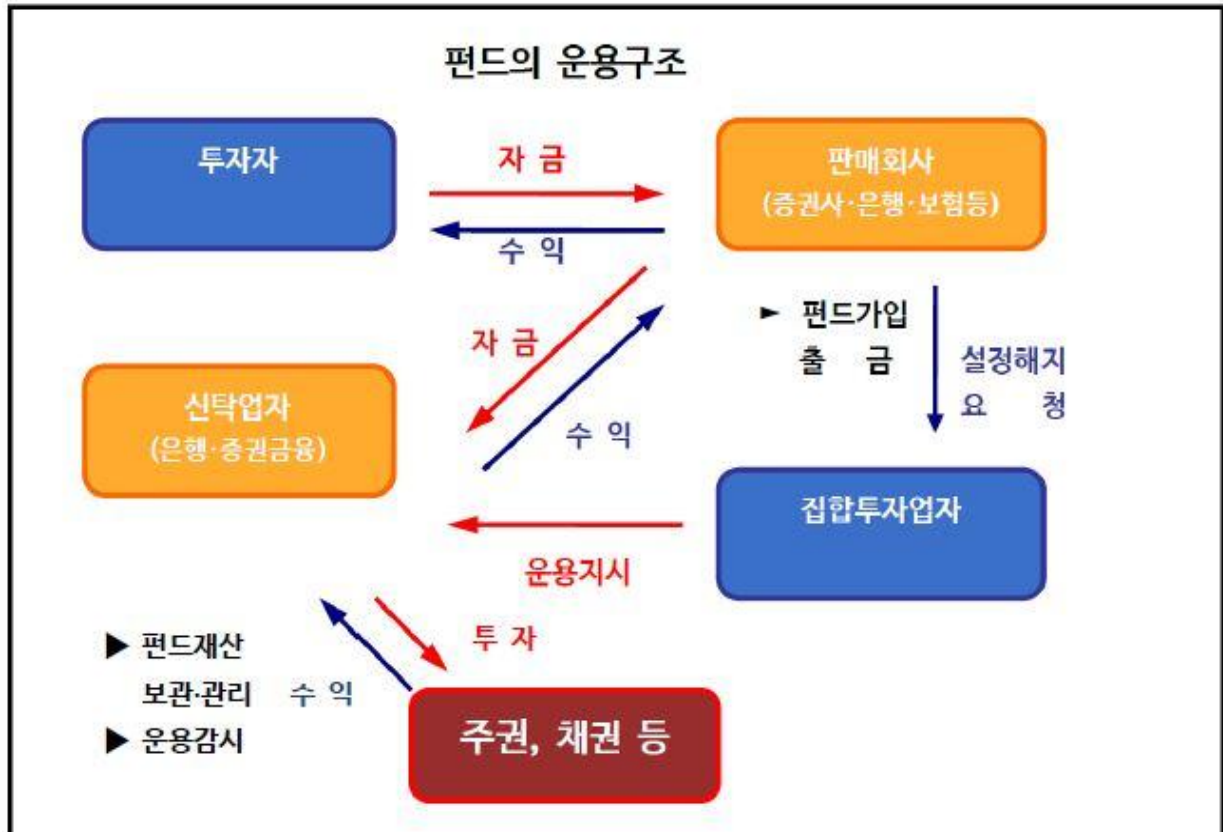 펀드의 운용구조
투자자
자 금
판매회사
(증권사·은행·보험등)
수 익
자 금
► 펀드가입
출 금
설정해지
요 청
신탁업자
(은행·증권금융)
수 익
집합투자업자
운용지시
투 자
▶ 펀드재산
보관·관리
수 익
▶ 운용감시
주권, 채권 등